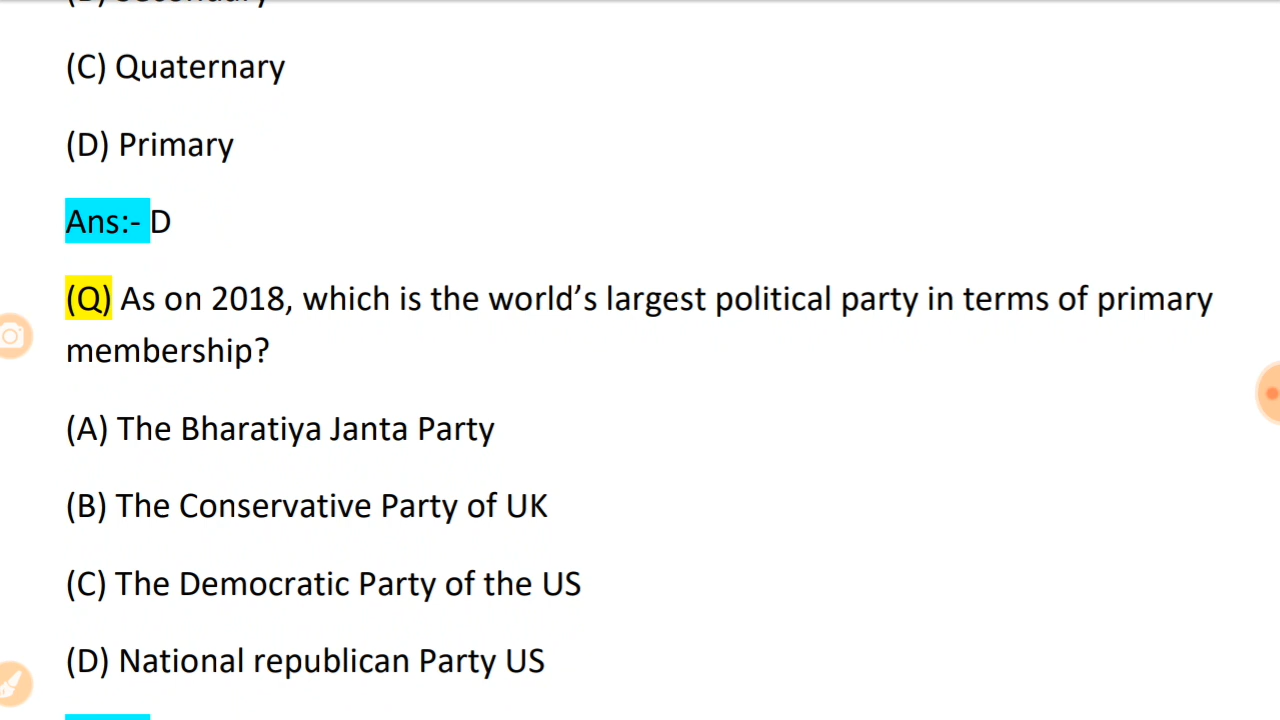 (C) Quaternary
(D) Primary
Ans:- D
(Q) As on 2018, which is the world’s largest political party in terms of primary
membership?
(A) The Bharatiya Janta Party
(B) The Conservative Party of UK
(C) The Democratic Party of the US
(D) National republican Party US